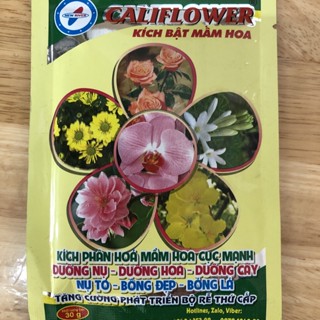 CALIFLOWER
KÍCH BẬT MẦM HOA
KÍCH PHÂN HOÁ MẦM HOA CỰC MẠNH
DƯỠNG NỤ - DƯỠNG HOA - DƯỠNG CÂY
NỤ TO - BÔNG ĐẸP - BÓNG LÁ
TĂNG CƯỜNG PHÁT TRIỂN BỘ RỄ THỨ CẤP
30 g
Hotlines, Zalo, Viber: